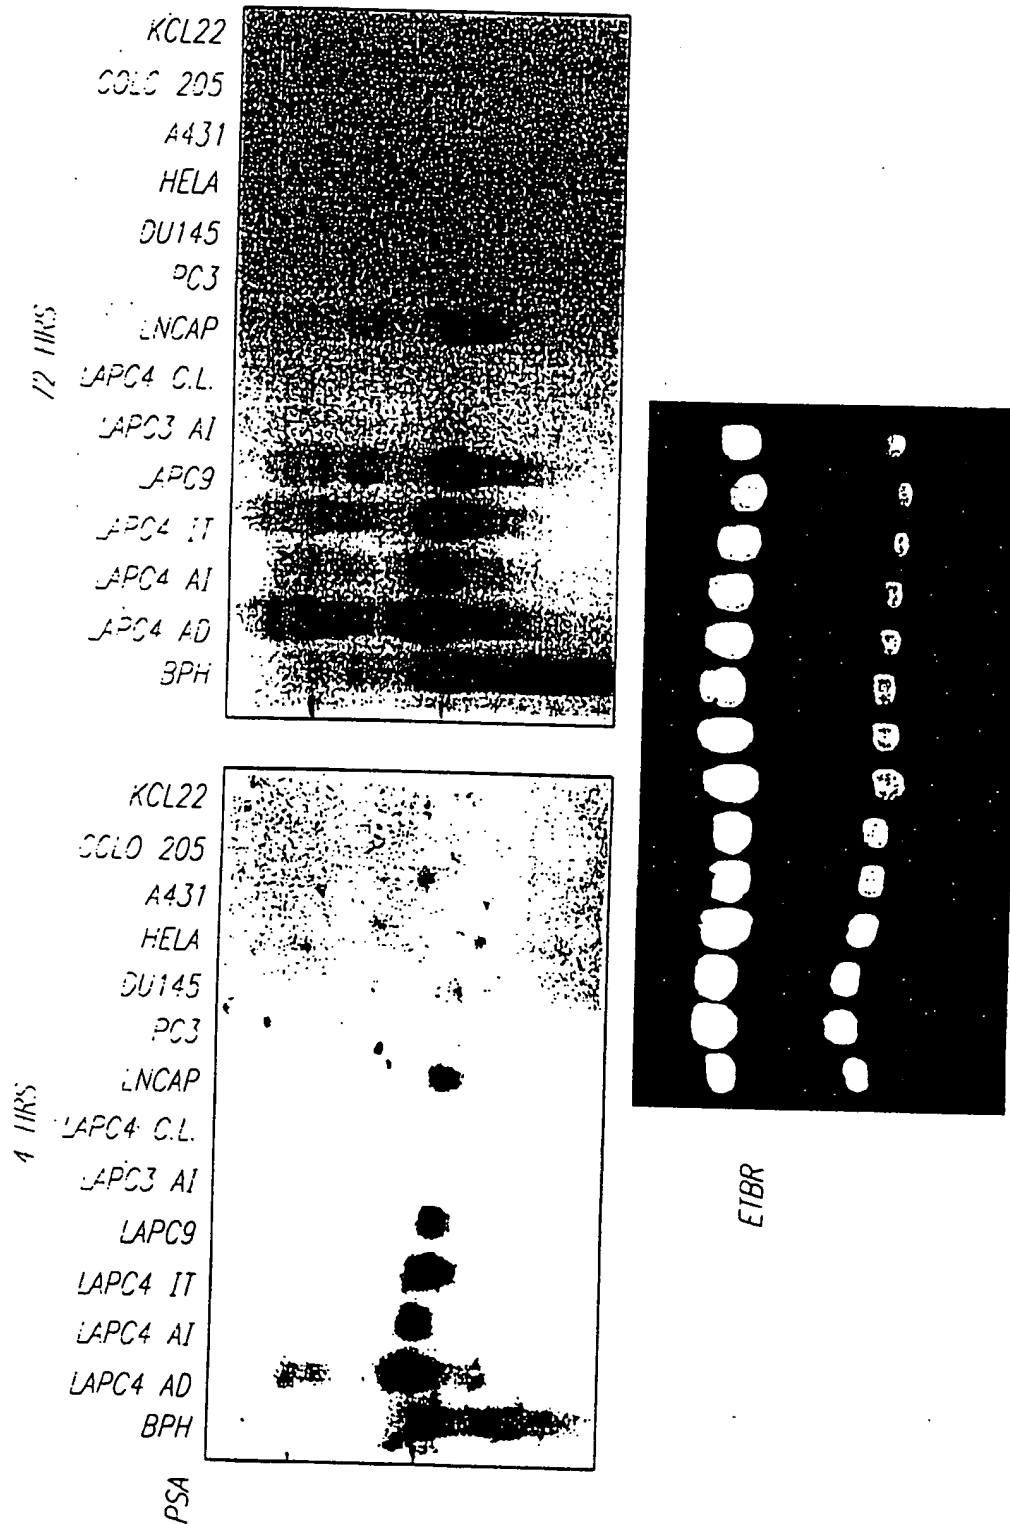 KCL22
COLO 205
A431
HELA
DU145
PC3
LNCAP
LAPC4 C.L.
LAPC3 AI
LAPC9
LAPC4 IT
LAPC4 AI
LAPC4 AD
BPH
72 HRS
KCL22
COLO 205
A431
HELA
DU145
PC3
LNCAP
LAPC4 C.L.
LAPC3 AI
LAPC9
LAPC4 IT
LAPC4 AI
LAPC4 AD
BPH
4 HRS
PSA
ETBR